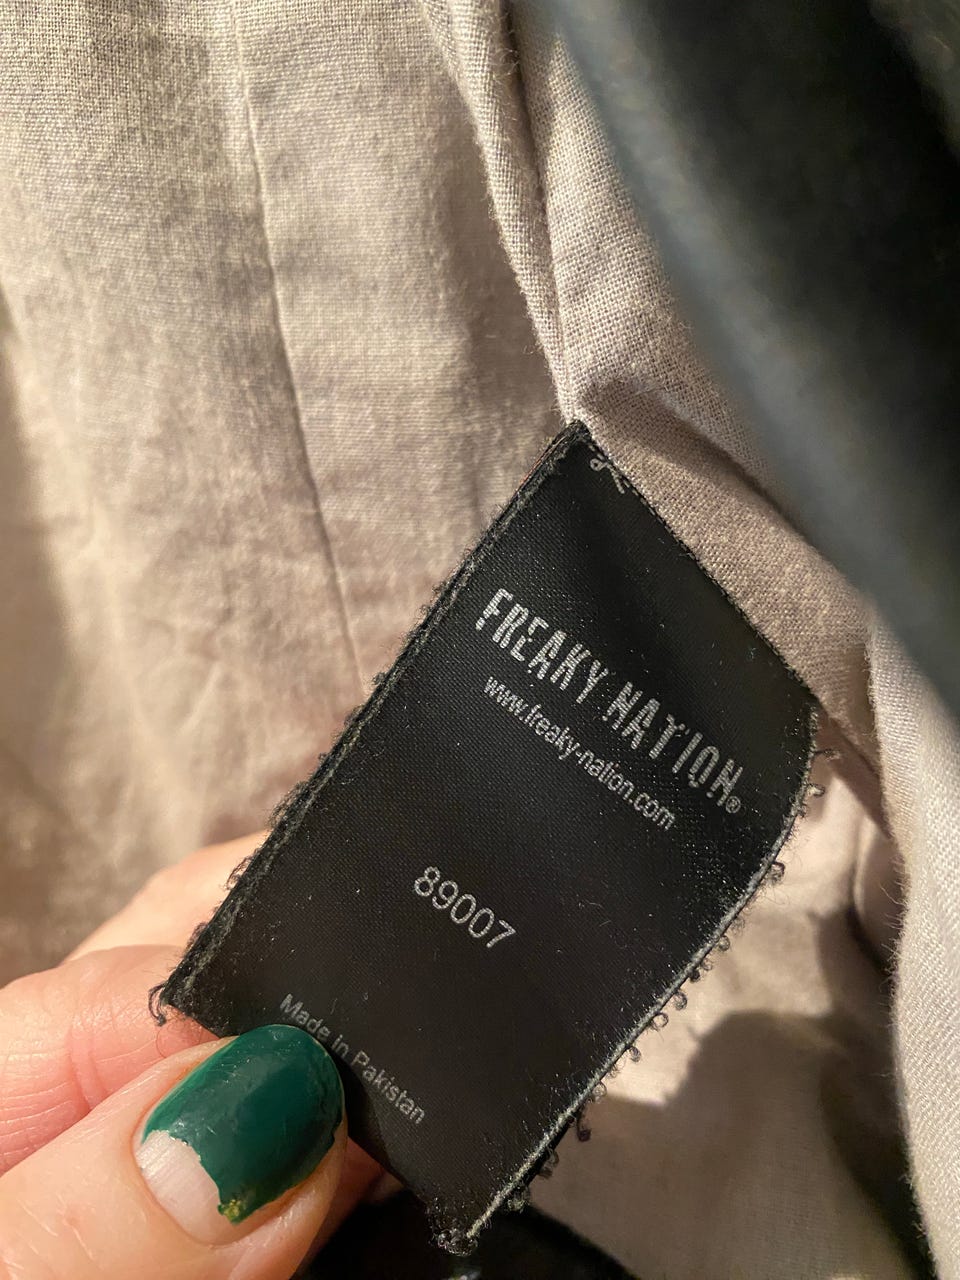 FREAKY NATION®
www.freaky-nation.com
89007
Made in Pakistan